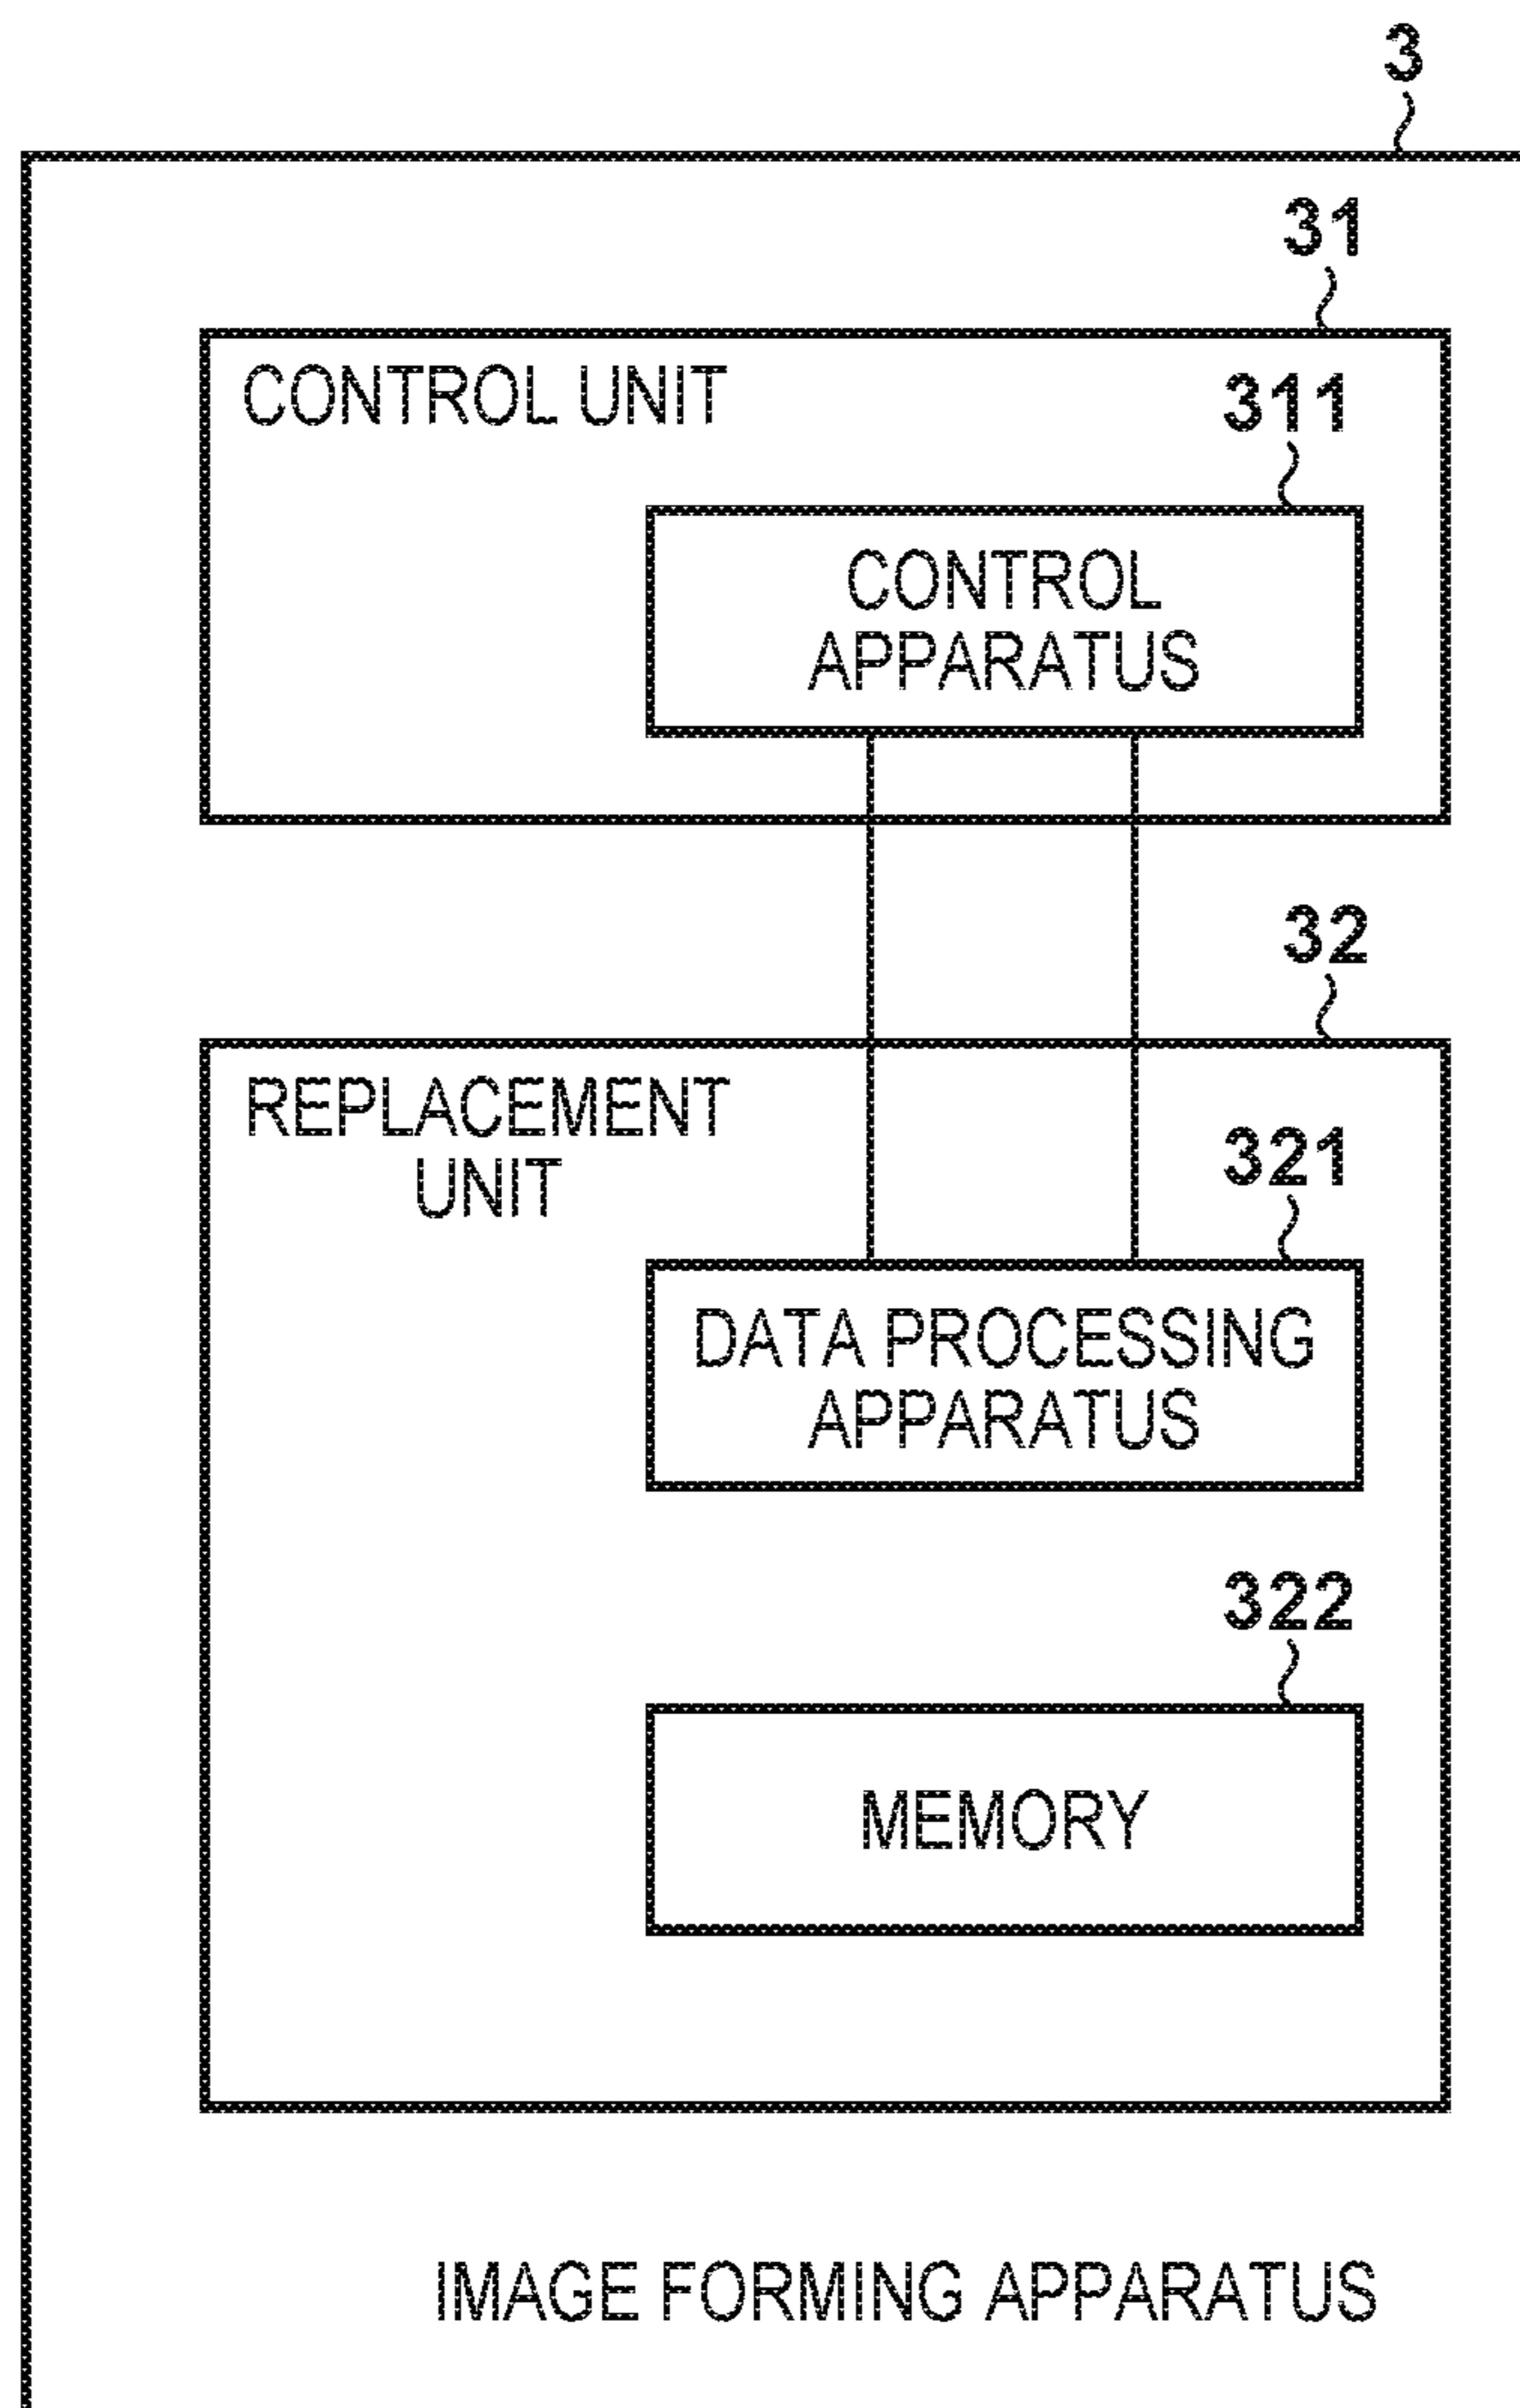 3
31
CONTROL UNIT
311
CONTROL
APPARATUS
32
REPLACEMENT
UNIT
321
DATA PROCESSING
APPARATUS
322
MEMORY
IMAGE FORMING APPARATUS